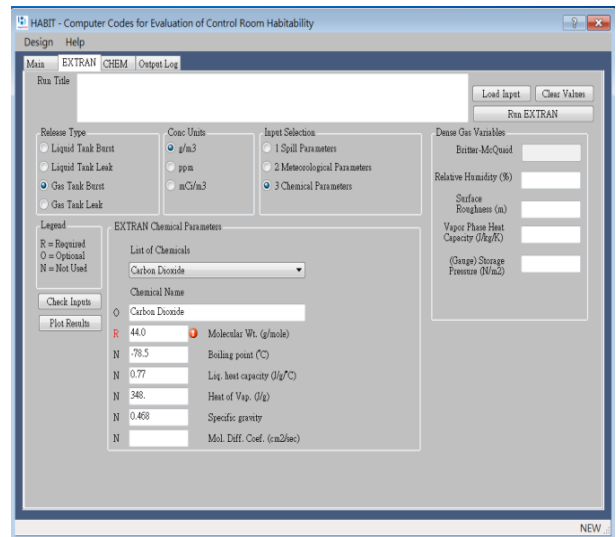 HABIT - Computer Codes for Evaluation of Control Room Habitability
Design Help
Main EXTRAN CHEM Output Log
Run Title
Load Input Clear Values
Run EXTRAN
Release Type
Liquid Tank Burst
Liquid Tank Leak
Gas Tank Burst
Gas Tank Leak
Conc Units
g/m3
ppm
mCi/m3
Input Selection
1 Spill Parameters
2 Meteorological Parameters
3 Chemical Parameters
Dense Gas Variables
Britter-McQuaid
Relative Humidity (%)
Surface
Roughness (m)
Vapor Phase Heat
Capacity (J/kg/K)
(Gauge) Storage
Pressure (N/m2)
Legend
R = Required
O = Optional
N = Not Used
Check Inputs
Plot Results
EXTRAN Chemical Parameters
List of Chemicals
Carbon Dioxide
Chemical Name
O Carbon Dioxide
R 44.0 Molecular Wt. (g/mole)
N -78.5 Boiling point (°C)
N 0.77 Liq. heat capacity (J/g/°C)
N 348. Heat of Vap. (J/g)
N 0.468 Specific gravity
N Mol. Diff. Coef. (cm2/sec)
NEW